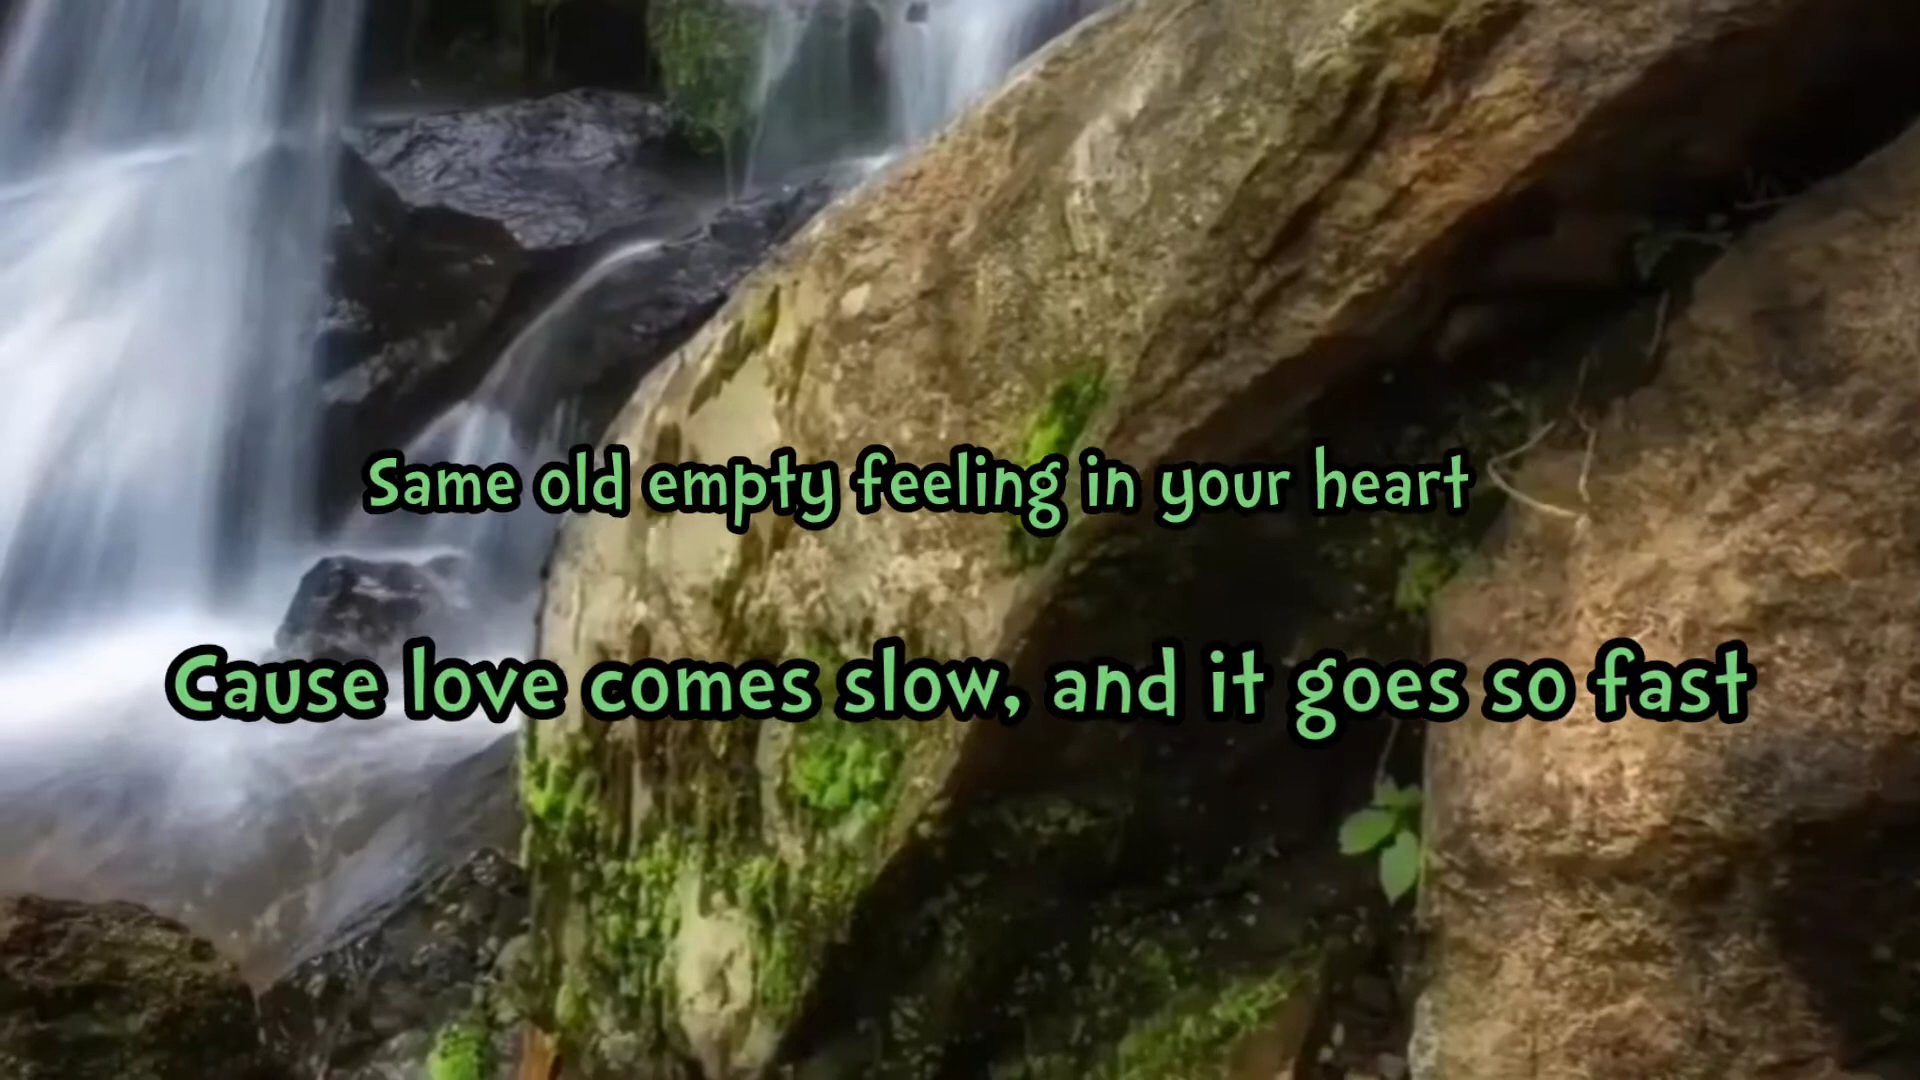 Same old empty feeling in your heart
Cause love comes slow, and it goes so fast